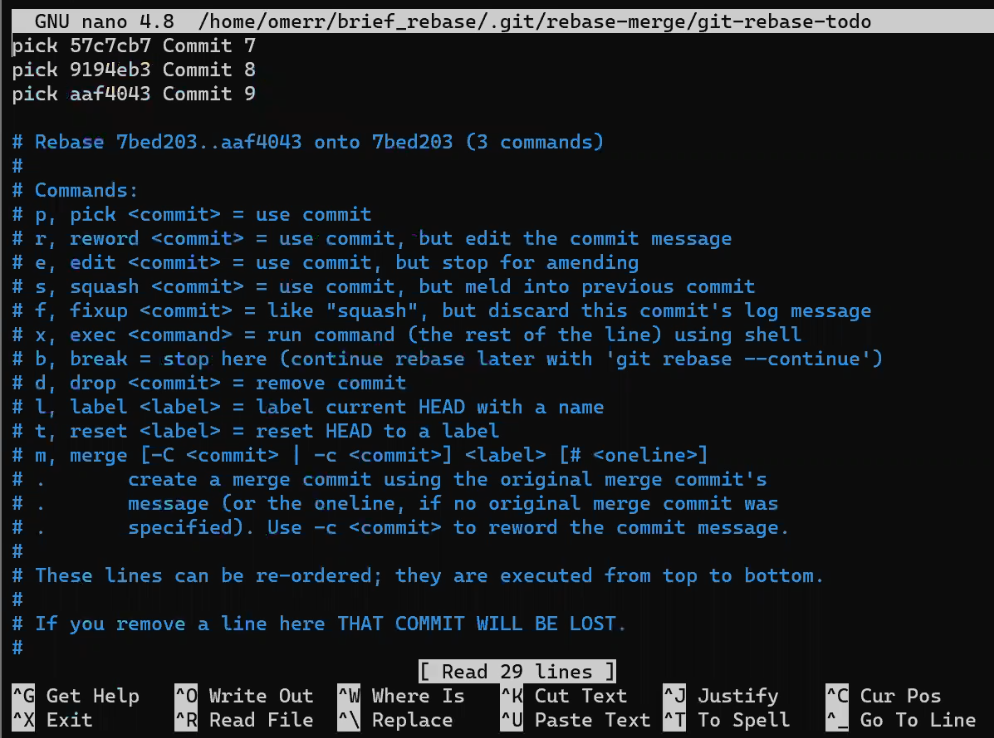 GNU nano 4.8 /home/omerr/brief_rebase/.git/rebase-merge/git-rebase-todo
pick 57c7cb7 Commit 7
pick 9194eb3 Commit 8
pick aaf4043 Commit 9
# Rebase 7bed203..aaf4043 onto 7bed203 (3 commands)
#
# Commands:
# p, pick <commit> = use commit
# r, reword <commit> = use commit, but edit the commit message
# e, edit <commit> = use commit, but stop for amending
# s, squash <commit> = use commit, but meld into previous commit
# f, fixup <commit> = like "squash", but discard this commit's log message
# x, exec <command> = run command (the rest of the line) using shell
# b, break = stop here (continue rebase later with 'git rebase --continue')
# d, drop <commit> = remove commit
# l, label <label> = label current HEAD with a name
# t, reset <label> = reset HEAD to a label
# m, merge [-C <commit> | -c <commit>] <label> [# <oneline>]
# .       create a merge commit using the original merge commit's
# .       message (or the oneline, if no original merge commit was
# .       specified). Use -c <commit> to reword the commit message.
#
# These lines can be re-ordered; they are executed from top to bottom.
#
# If you remove a line here THAT COMMIT WILL BE LOST.
#
[ Read 29 lines ]
^G Get Help ^O Write Out ^W Where Is ^K Cut Text ^J Justify ^C Cur Pos
^X Exit ^R Read File ^\ Replace ^U Paste Text ^T To Spell ^_ Go To Line